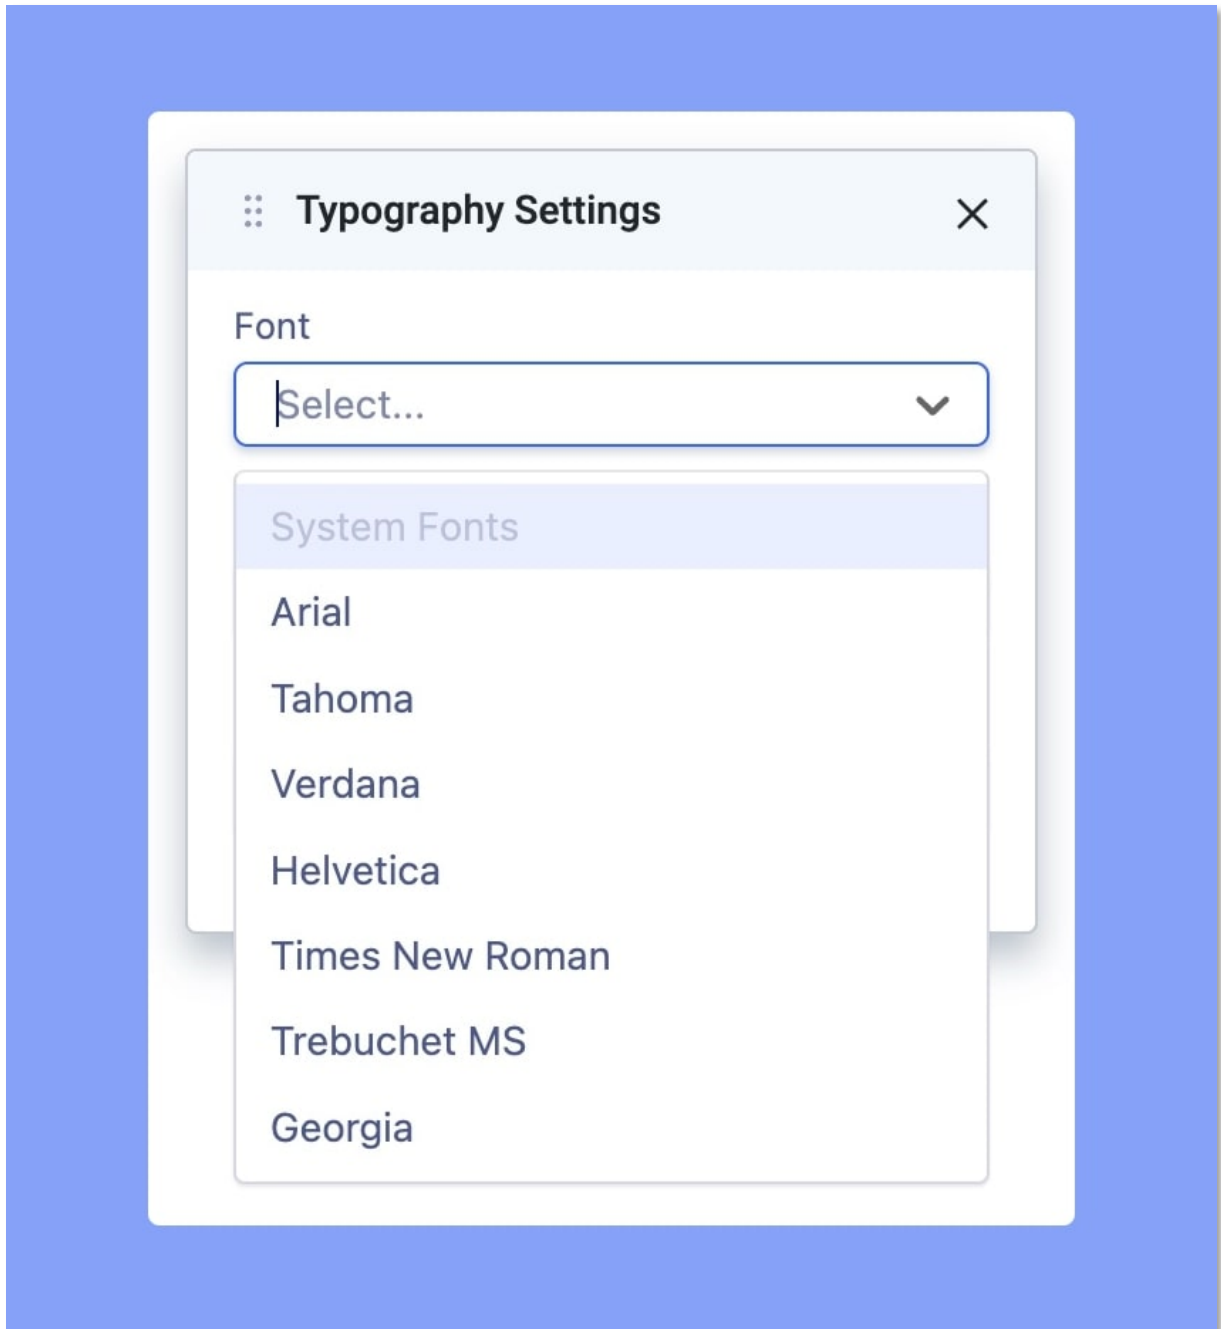 Typography Settings
Font
Select...
System Fonts
Arial
Tahoma
Verdana
Helvetica
Times New Roman
Trebuchet MS
Georgia